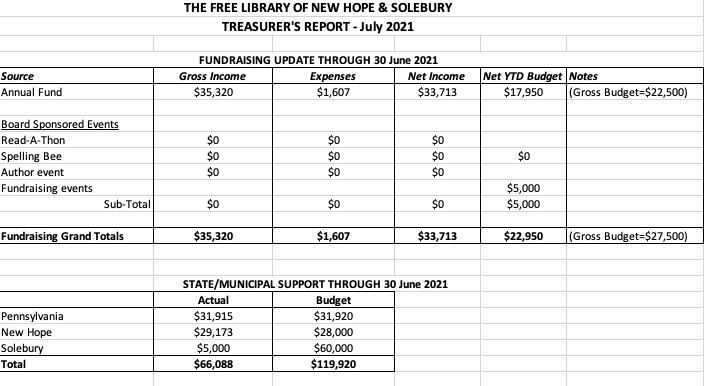 THE FREE LIBRARY OF NEW HOPE & SOLEBURY
TREASURER'S REPORT - July 2021
FUNDRAISING UPDATE THROUGH 30 June 2021
Source Gross Income Expenses Net Income Net YTD Budget Notes
Annual Fund $35,320 $1,607 $33,713 $17,950 (Gross Budget=$22,500)
Board Sponsored Events
Read-A-Thon $0 $0 $0
Spelling Bee $0 $0 $0 $0
Author event $0 $0 $0
Fundraising events $5,000
Sub-Total $0 $0 $0 $5,000
Fundraising Grand Totals $35,320 $1,607 $33,713 $22,950 (Gross Budget=$27,500)
STATE/MUNICIPAL SUPPORT THROUGH 30 June 2021
Actual Budget
Pennsylvania $31,915 $31,920
New Hope $29,173 $28,000
Solebury $5,000 $60,000
Total $66,088 $119,920